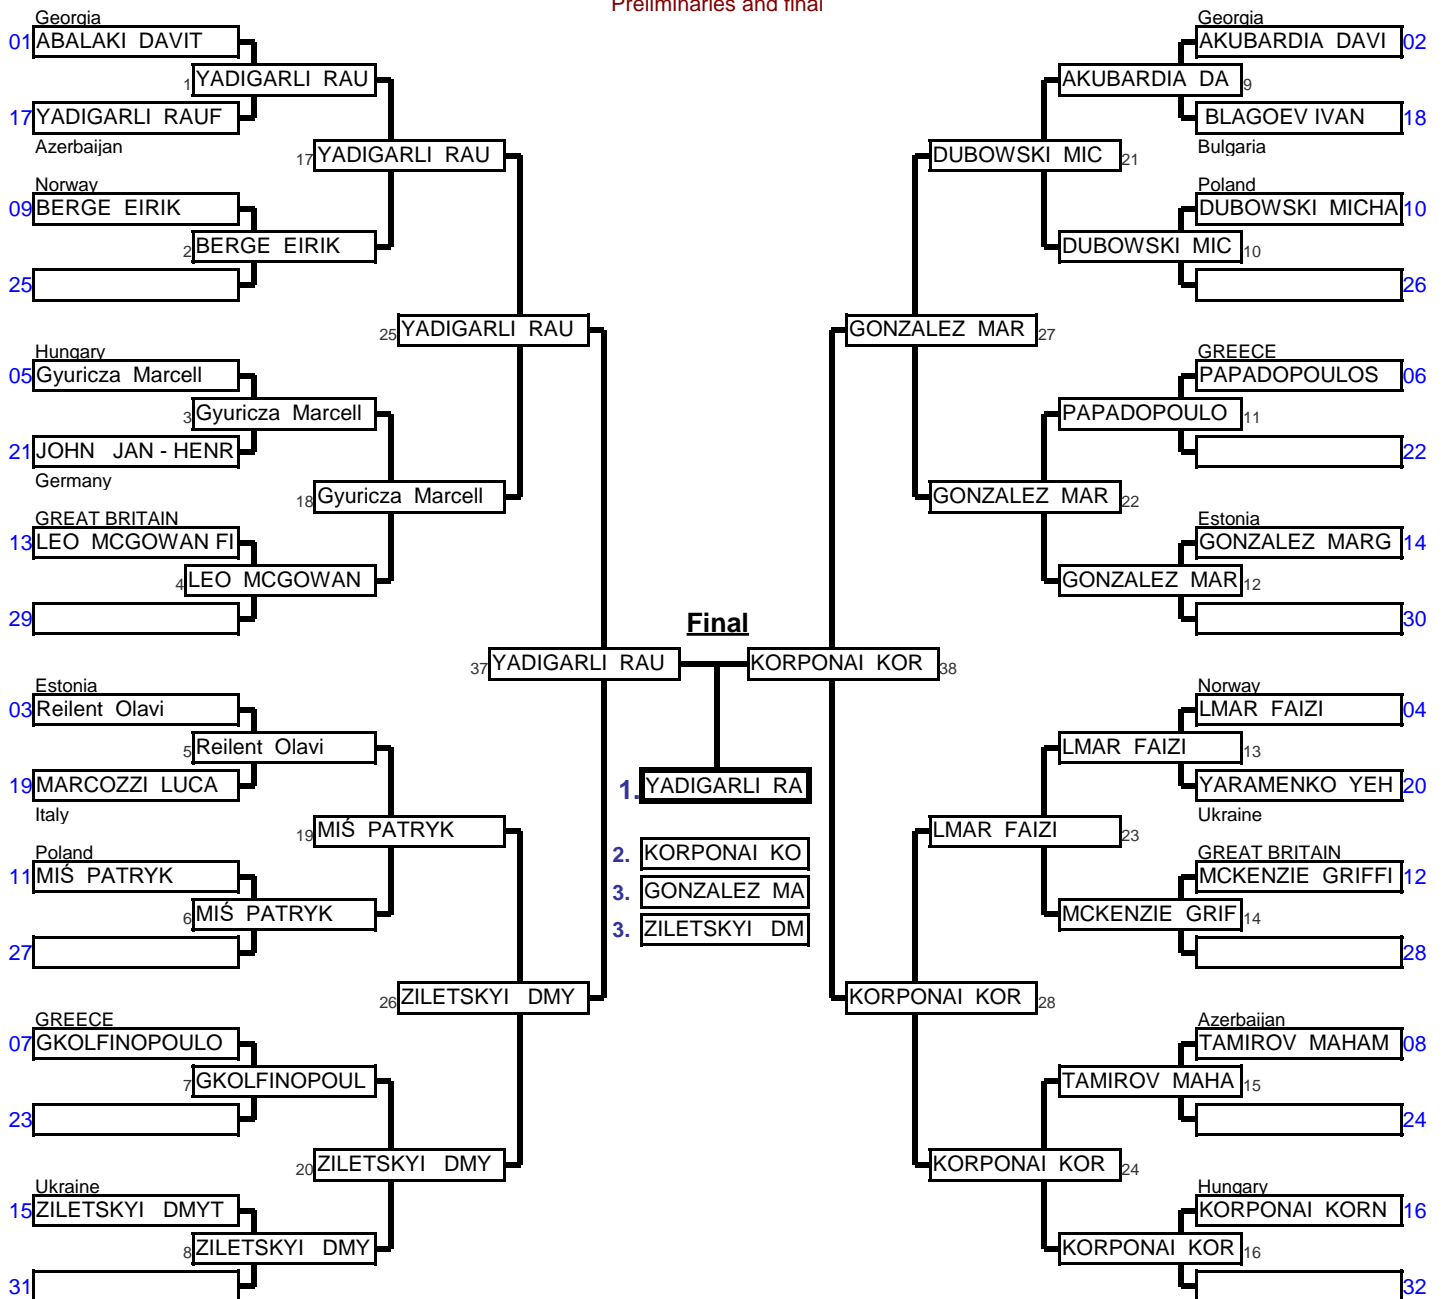 Preliminaries and final
Georgia
01 ABALAKI DAVIT
1 YADIGARLI RAU
17 YADIGARLI RAUF
Azerbaijan
17 YADIGARLI RAU
Norway
09 BERGE EIRIK
2 BERGE EIRIK
25
25 YADIGARLI RAU
Hungary
05 Gyuricza Marcell
3 Gyuricza Marcell
21 JOHN JAN - HENR
Germany
18 Gyuricza Marcell
GREAT BRITAIN
13 LEO MCGOWAN FI
4 LEO MCGOWAN
29
37 YADIGARLI RAU
Estonia
03 Reilent Olavi
5 Reilent Olavi
19 MARCOZZI LUCA
Italy
19 MIŚ PATRYK
Poland
11 MIŚ PATRYK
6 MIŚ PATRYK
27
26 ZILETSKYI DMY
GREECE
07 GKOLFINOPOULO
7 GKOLFINOPOUL
23
20 ZILETSKYI DMY
Ukraine
15 ZILETSKYI DMYT
8 ZILETSKYI DMY
31
Final
1. YADIGARLI RA
2. KORPONAI KO
3. GONZALEZ MA
3. ZILETSKYI DM
Georgia
AKUBARDIA DAVI 02
AKUBARDIA DA 9
BLAGOEV IVAN 18
Bulgaria
DUBOWSKI MIC 21
Poland
DUBOWSKI MICHA 10
DUBOWSKI MIC 10
26
GONZALEZ MAR 27
GREECE
PAPADOPOULOS 06
PAPADOPOULO 11
22
GONZALEZ MAR 22
Estonia
GONZALEZ MARG 14
GONZALEZ MAR 12
30
KORPONAI KOR 38
Norway
LMAR FAIZI 04
LMAR FAIZI 13
YARAMENKO YEH 20
Ukraine
LMAR FAIZI 23
GREAT BRITAIN
MCKENZIE GRIFFI 12
MCKENZIE GRIF 14
28
KORPONAI KOR 28
Azerbaijan
TAMIROV MAHAM 08
TAMIROV MAHA 15
24
KORPONAI KOR 24
Hungary
KORPONAI KORN 16
KORPONAI KOR 16
32